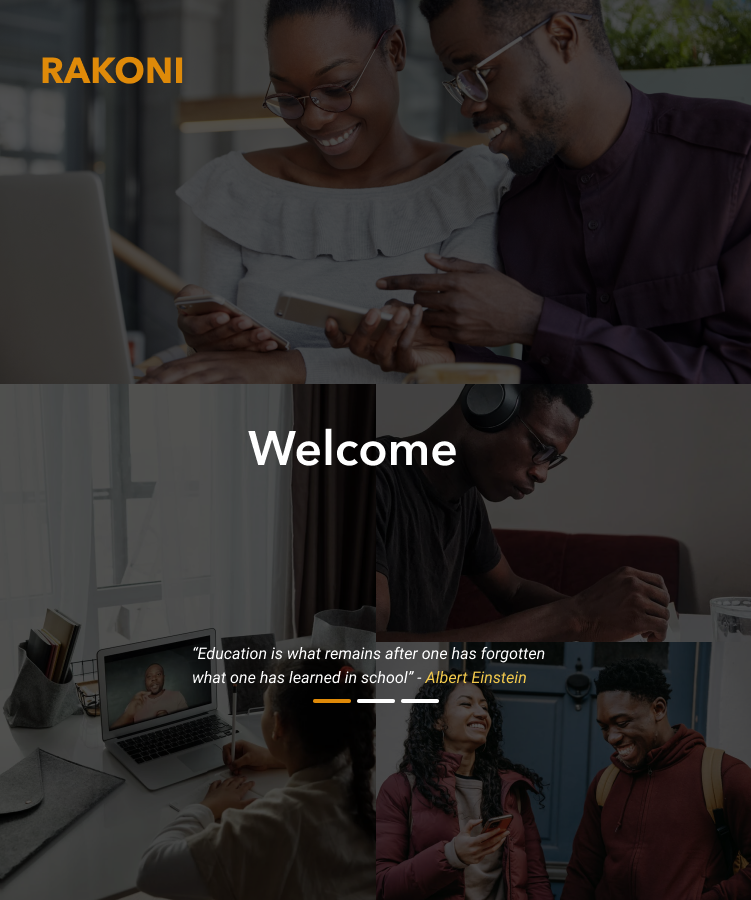 RAKONI
Welcome
“Education is what remains after one has forgotten
what one has learned in school” - Albert Einstein